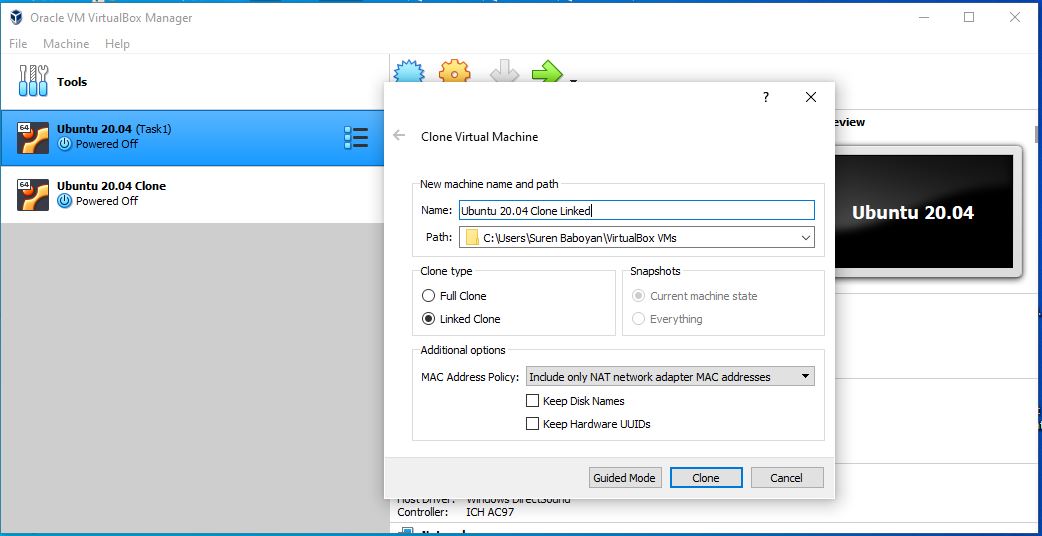 Oracle VM VirtualBox Manager
File Machine Help
Tools
64
Ubuntu 20.04 (Task1)
Powered Off
64
Ubuntu 20.04 Clone
Powered Off
?
Clone Virtual Machine
New machine name and path
Name: Ubuntu 20.04 Clone Linked
Path: C:\Users\Suren Baboyan\VirtualBox VMs
Clone type
Full Clone
Linked Clone
Snapshots
Current machine state
Everything
Additional options
MAC Address Policy: Include only NAT network adapter MAC addresses
Keep Disk Names
Keep Hardware UUIDs
Guided Mode Clone Cancel
eview
Ubuntu 20.04
Host Driver: Windows DirectSound
Controller: ICH AC97